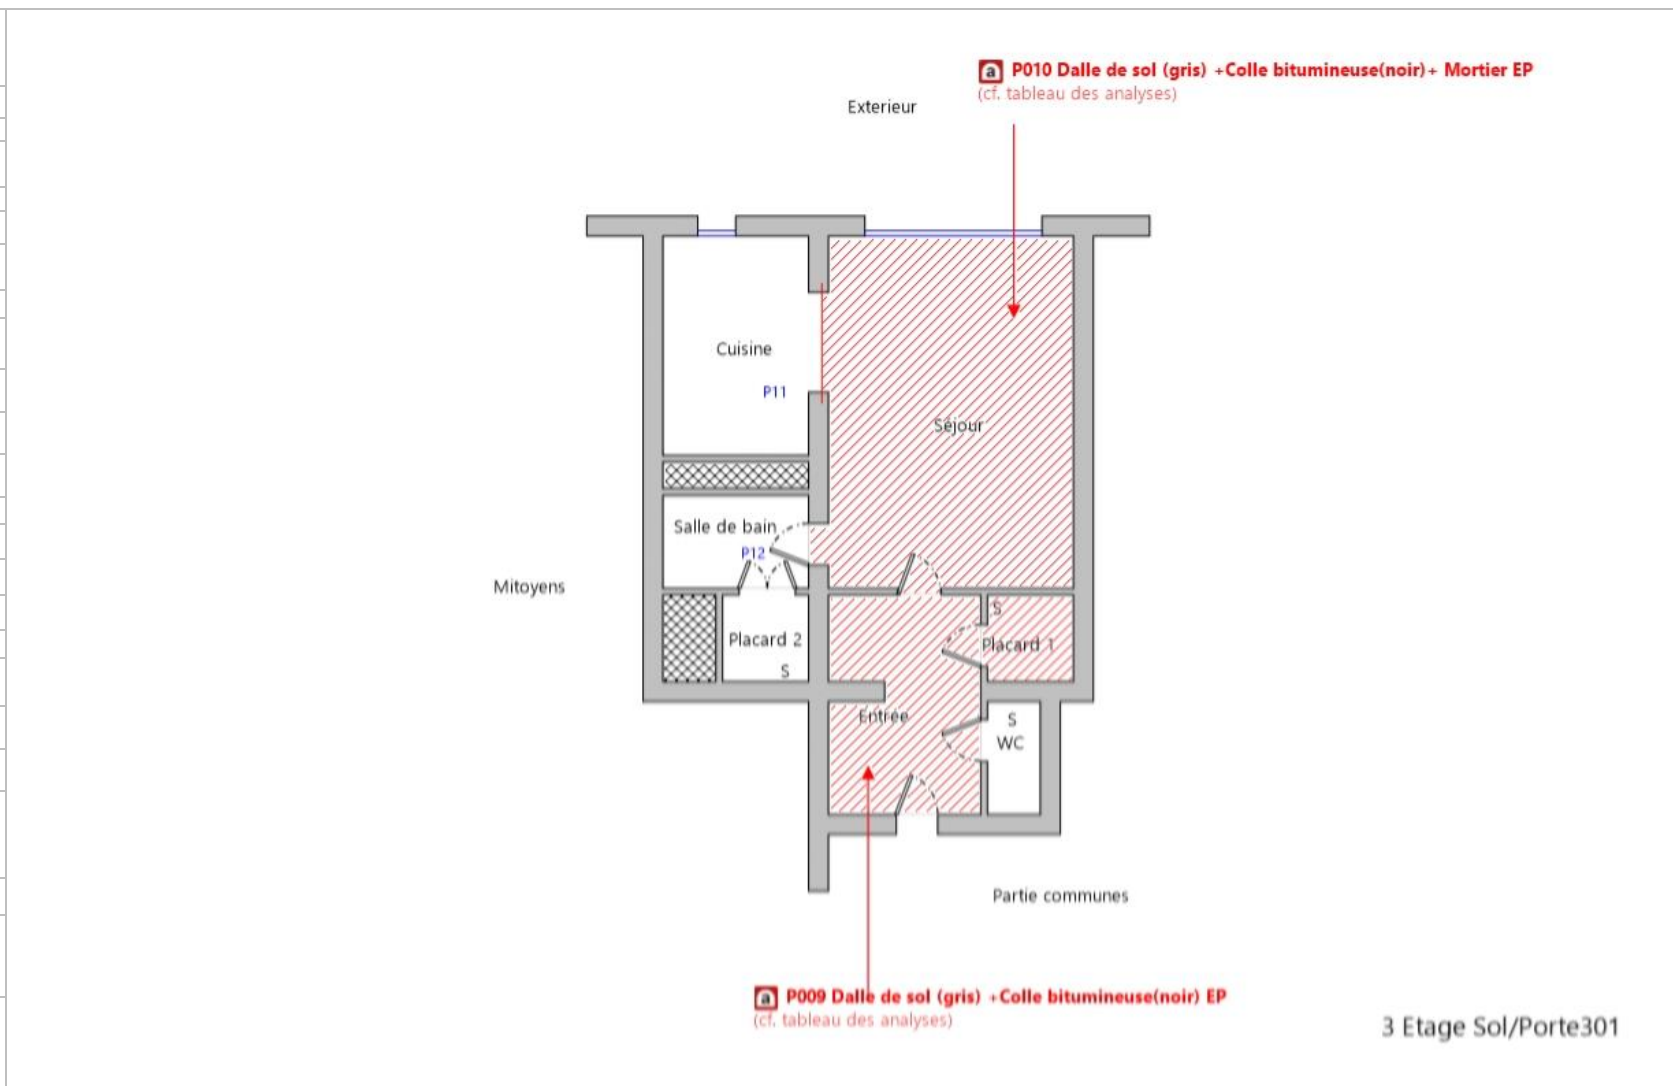 a P010 Dalle de sol (gris) +Colle bitumineuse(noir)+ Mortier EP
(cf. tableau des analyses)
Exterieur
Cuisine
P11
Séjour
Salle de bain
P12
Mitoyens
S
Placard 2
Placard 1
S
Entrée
S
WC
Partie communes
a P009 Dalle de sol (gris) +Colle bitumineuse(noir) EP
(cf. tableau des analyses)
3 Etage Sol/Porte301